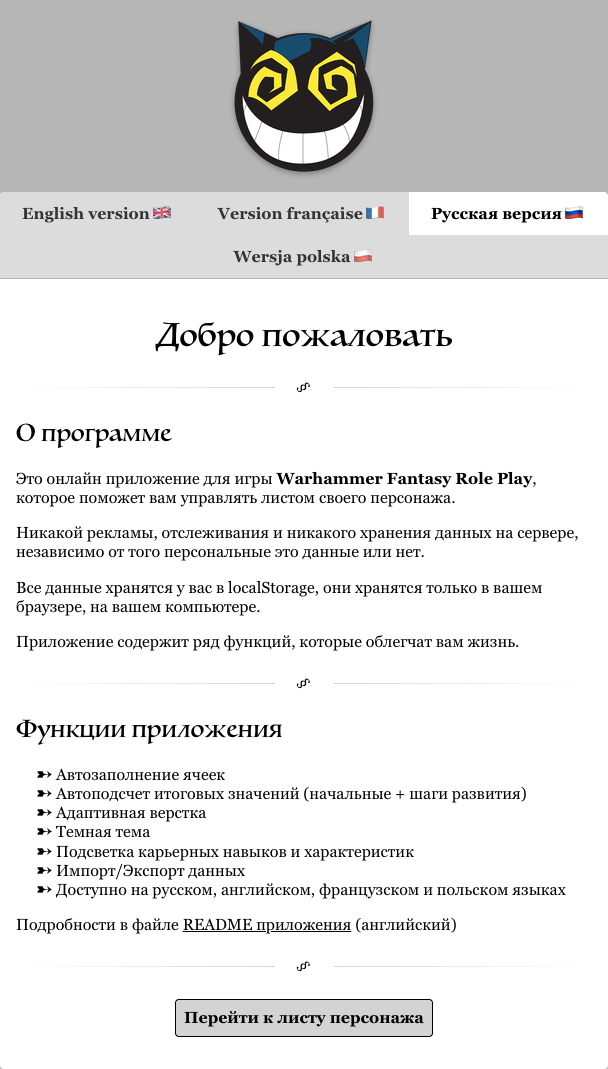 English version 🇬🇧 Version française 🇫🇷 Русская версия 🇷🇺
Wersja polska 🇵🇱
Добро пожаловать
О программе
Это онлайн приложение для игры Warhammer Fantasy Role Play,
которое поможет вам управлять листом своего персонажа.
Никакой рекламы, отслеживания и никакого хранения данных на сервере,
независимо от того персональные это данные или нет.
Все данные хранятся у вас в localStorage, они хранятся только в вашем
браузере, на вашем компьютере.
Приложение содержит ряд функций, которые облегчат вам жизнь.
Функции приложения
➳ Автозаполнение ячеек
➳ Автоподсчет итоговых значений (начальные + шаги развития)
➳ Адаптивная верстка
➳ Темная тема
➳ Подсветка карьерных навыков и характеристик
➳ Импорт/Экспорт данных
➳ Доступно на русском, английском, французском и польском языках
Подробности в файле README приложения (английский)
Перейти к листу персонажа